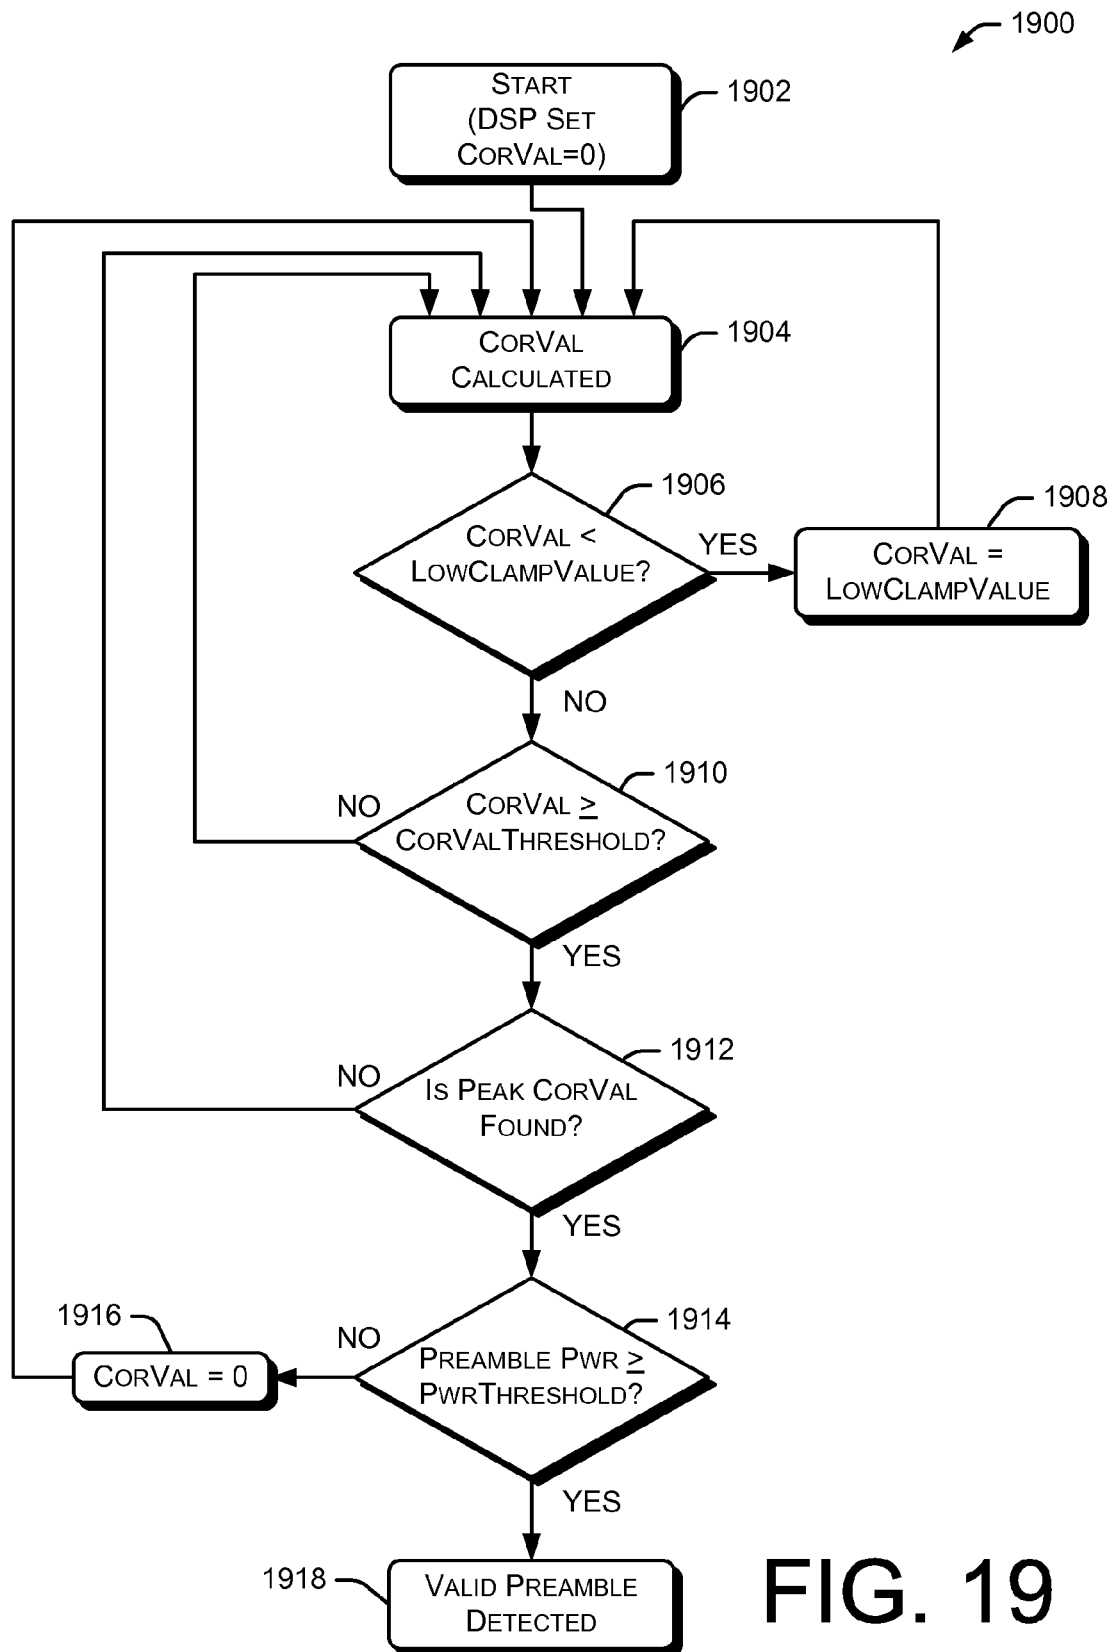 1900
START
(DSP SET
CORVAL=0)
1902
CORVAL
CALCULATED
1904
1906
CORVAL <
LOWCLAMPVALUE?
YES
1908
CORVAL =
LOWCLAMPVALUE
NO
1910
NO
CORVAL ≥
CORVALTHRESHOLD?
YES
1912
NO
IS PEAK CORVAL
FOUND?
YES
1916
CORVAL = 0
NO
1914
PREAMBLE PWR ≥
PWRTHRESHOLD?
YES
1918
VALID PREAMBLE
DETECTED
FIG. 19